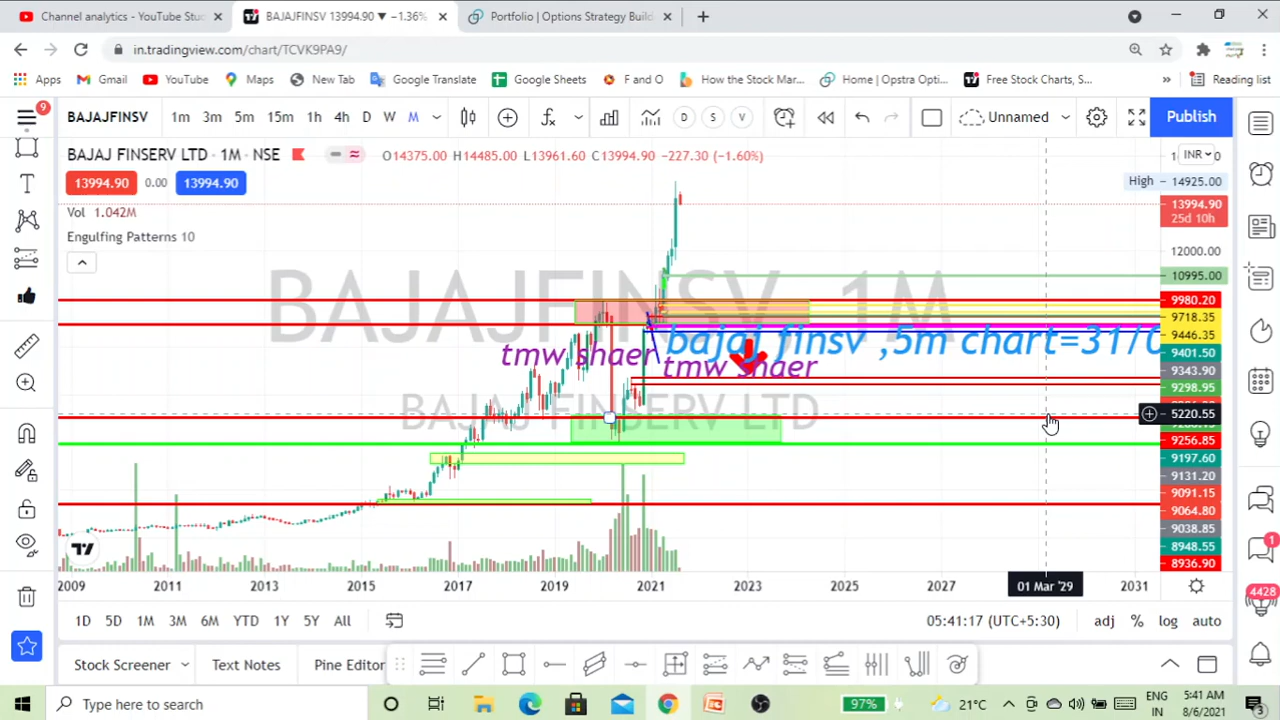 Channel analytics - YouTube Stu
BAJAJFINSV 13994.90 ▼ −1.36%
Portfolio | Options Strategy Build
in.tradingview.com/chart/TCVK9PA9/
Apps Gmail YouTube Maps New Tab Google Translate Google Sheets F and O How the Stock Mar... Home | Opstra Opti... Free Stock Charts, S... » Reading list
9
BAJAJFINSV 1m 3m 5m 15m 1h 4h D W M D S V Unnamed Publish
BAJAJ FINSERV LTD · 1M · NSE O14375.00 H14485.00 L13961.60 C13994.90 −227.30 (−1.60%)
INR
13994.90 0.00 13994.90
High 14925.00
13994.90
25d 10h
Vol 1.042M
Engulfing Patterns 10
12000.00
10995.00
BAJAJFINSV 1M
BAJAJ FINSERV LTD
9980.20
9718.35
9446.35
9401.50
9343.90
9298.95
bajaj finsv ,5m chart=31/0
tmw shaer
tmw shaer
5220.55
9256.85
9197.60
9131.20
9091.15
9064.80
9038.85
8948.55
8936.90
2009 2011 2013 2015 2017 2019 2021 2023 2025 2027 01 Mar '29 2031
1
4428
1D 5D 1M 3M 6M YTD 1Y 5Y All 05:41:17 (UTC+5:30) adj % log auto
Stock Screener Text Notes Pine Editor
Type here to search
97%
21°C
ENG
IN
5:41 AM
8/6/2021
3